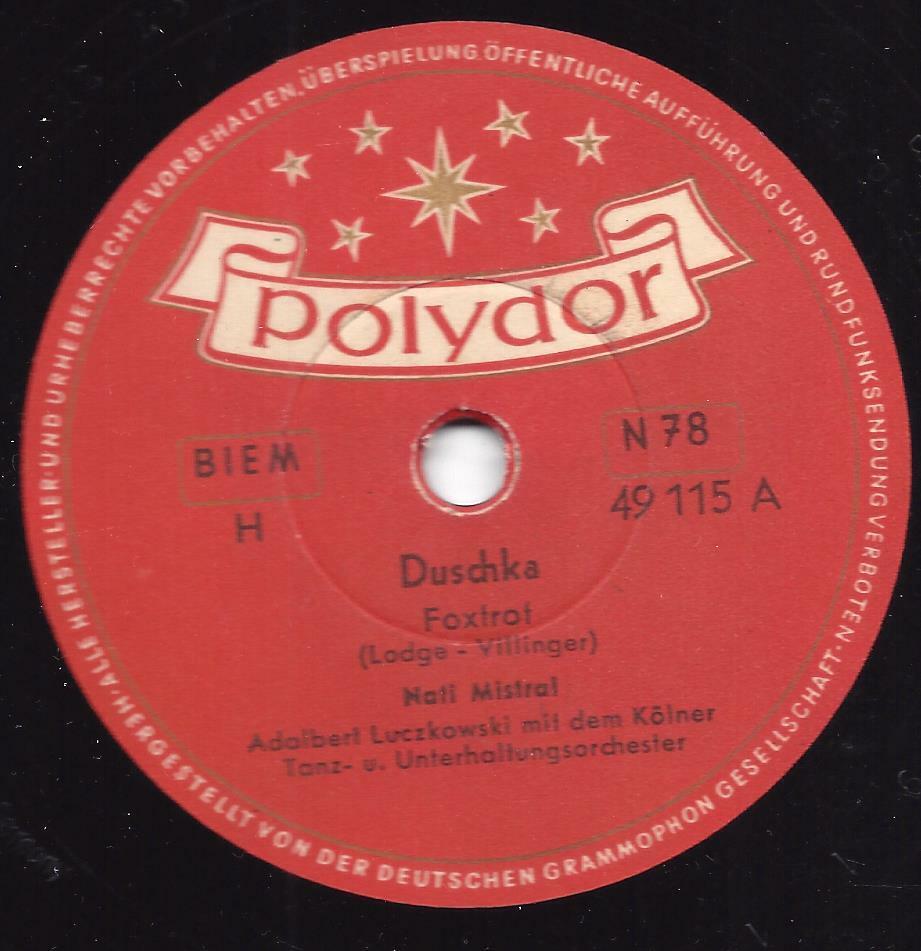 ALLE HERSTELLER-UND URHEBERRECHTE VORBEHALTEN. ÜBERSPIELUNG. ÖFFENTLICHE AUFFÜHRUNG UND RUNDFUNKSENDUNG VERBOTEN · HERGESTELLT VON DER DEUTSCHEN GRAMMOPHON GESELLSCHAFT ·
polydor
BIEM
N 78
H
49 115 A
Duschka
Foxtrot
(Lodge - Villinger)
Nati Mistral
Adalbert Luczkowski mit dem Kölner
Tanz- u. Unterhaltungsorchester